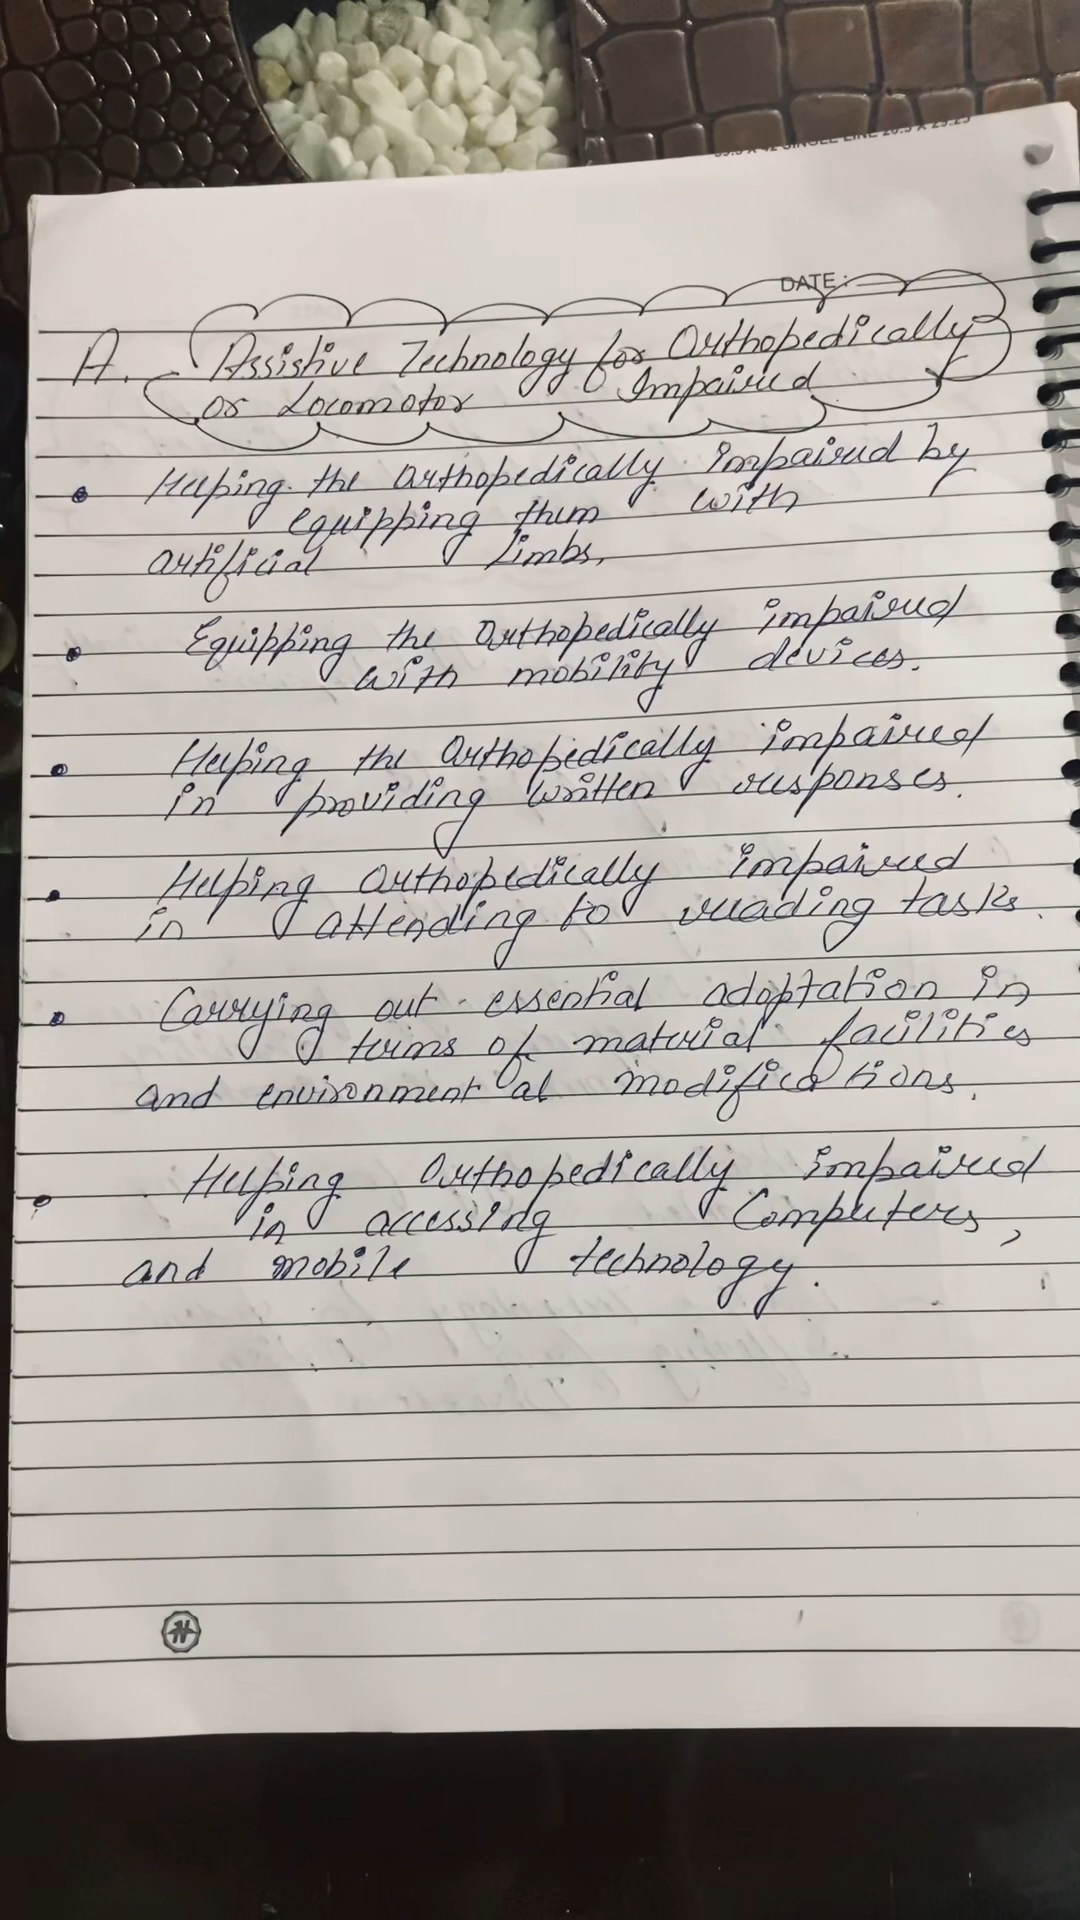 DATE :
A. Assistive Technology for Orthopedically
or Locomotor Impaired
• Helping the Orthopedically Impaired by
equipping them with
artificial limbs.
• Equipping the Orthopedically impaired
with mobility devices.
• Helping the Orthopedically impaired
in providing written responses.
• Helping Orthopedically impaired
in attending to reading tasks.
• Carrying out essential adoptation in
terms of material facilities
and environment al modifications.
• Helping Orthopedically impaired
in accessing Computers,
and mobile technology.